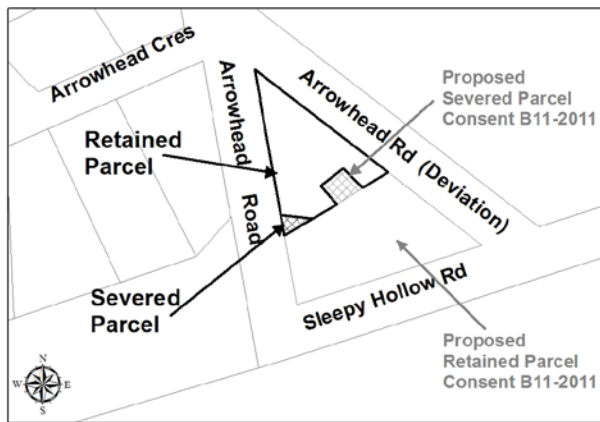 Arrowhead Cres
Arrowhead Road
Arrowhead Rd (Deviation)
Proposed
Severed Parcel
Consent B11-2011
Retained
Parcel
Severed
Parcel
Sleepy Hollow Rd
Proposed
Retained Parcel
Consent B11-2011
N
W E
S